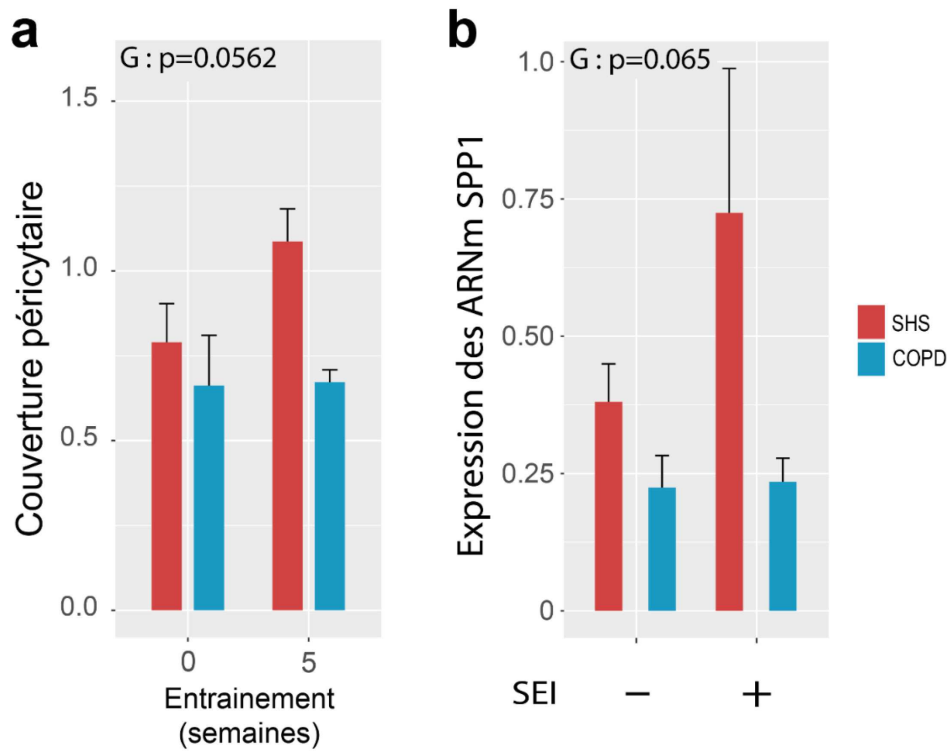 a
G : p=0.0562
Couverture péricytaire
1.5
1.0
0.5
0.0
0 5
Entrainement
(semaines)
b
G : p=0.065
Expression des ARNm SPP1
1.0
0.75
0.50
0.25
0
SEI − +
SHS
COPD